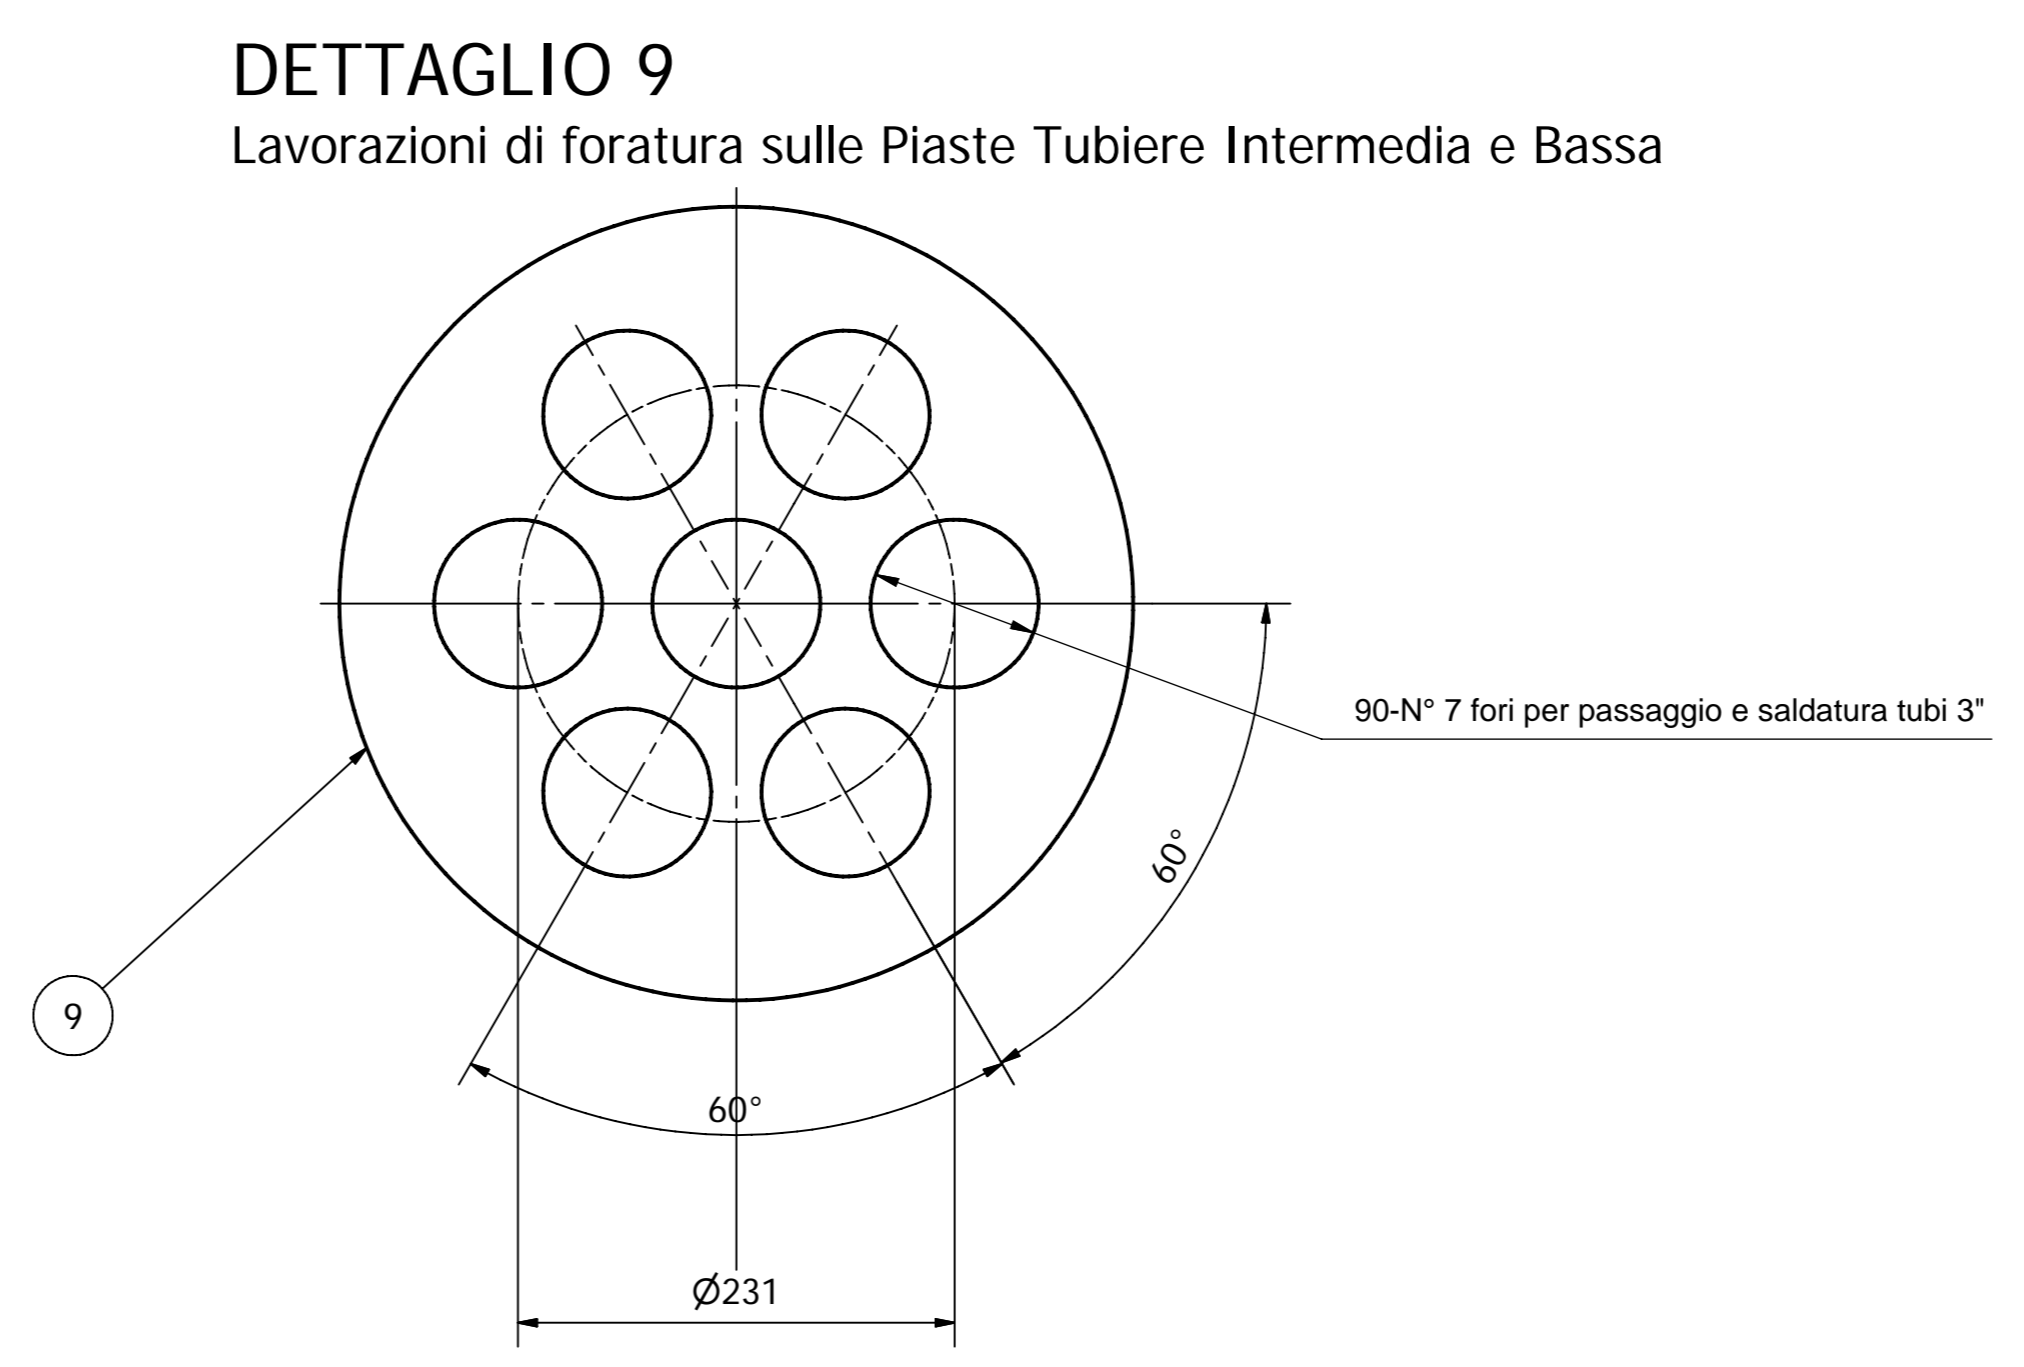 DETTAGLIO 9
Lavorazioni di foratura sulle Piaste Tubiere Intermedia e Bassa
90-N° 7 fori per passaggio e saldatura tubi 3"
60°
9
60°
Ø231